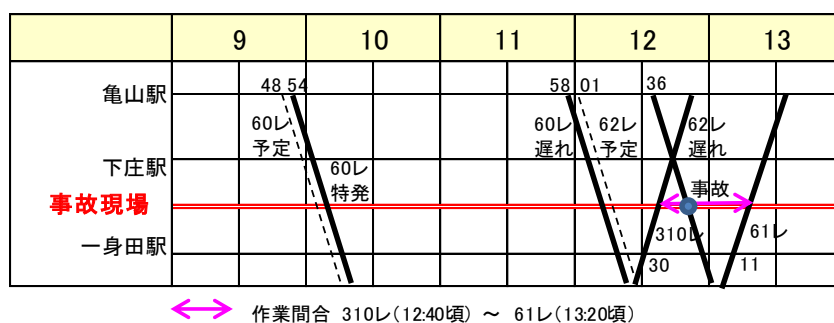 9 10 11 12 13
亀山駅 48 54 58 01 36
60レ 60レ 62レ 62レ
予定 遅れ 予定 遅れ
下庄駅
60レ 事故
特発
事故現場
310レ 61レ
一身田駅
30 11
作業間合 310レ(12:40頃) ～ 61レ(13:20頃)